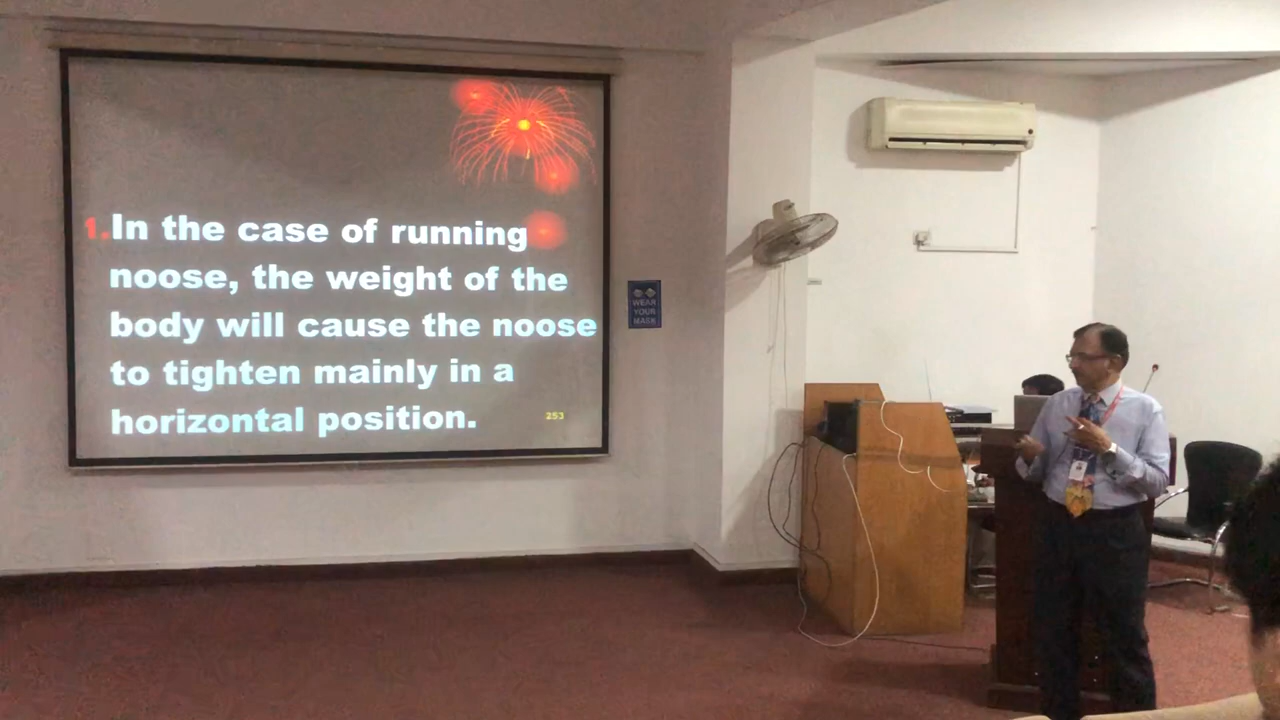 1.In the case of running
noose, the weight of the
body will cause the noose
to tighten mainly in a
horizontal position.
253
WEAR
YOUR
MASK